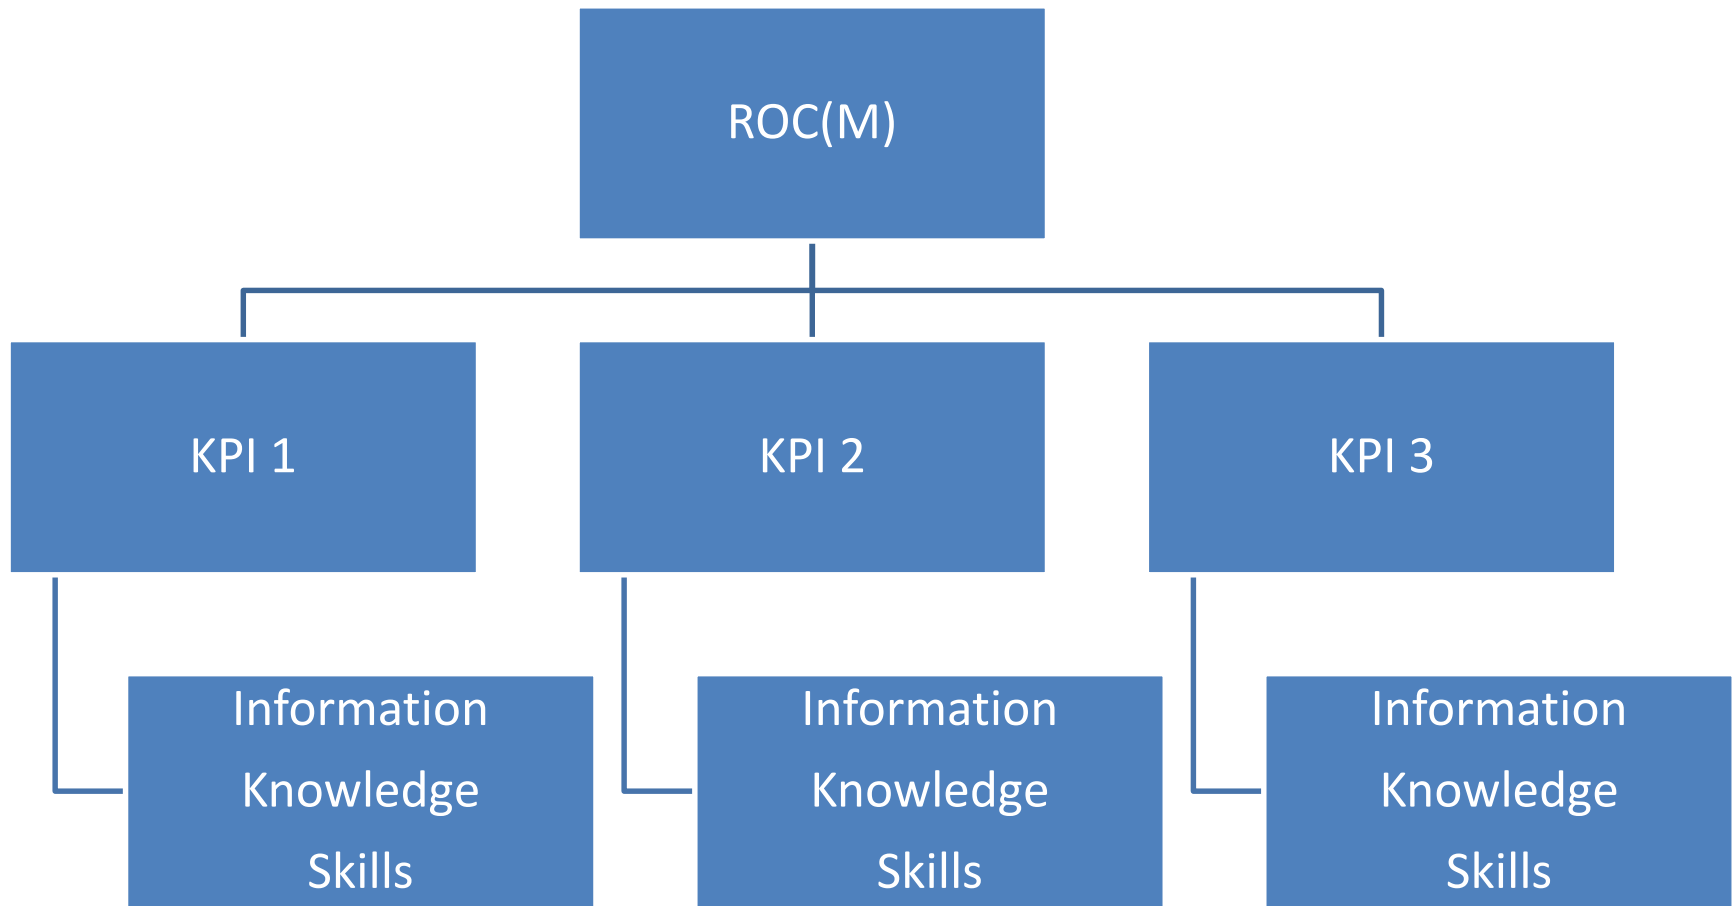 ROC(M)
KPI 1
KPI 2
KPI 3
Information
Knowledge
Skills
Information
Knowledge
Skills
Information
Knowledge
Skills